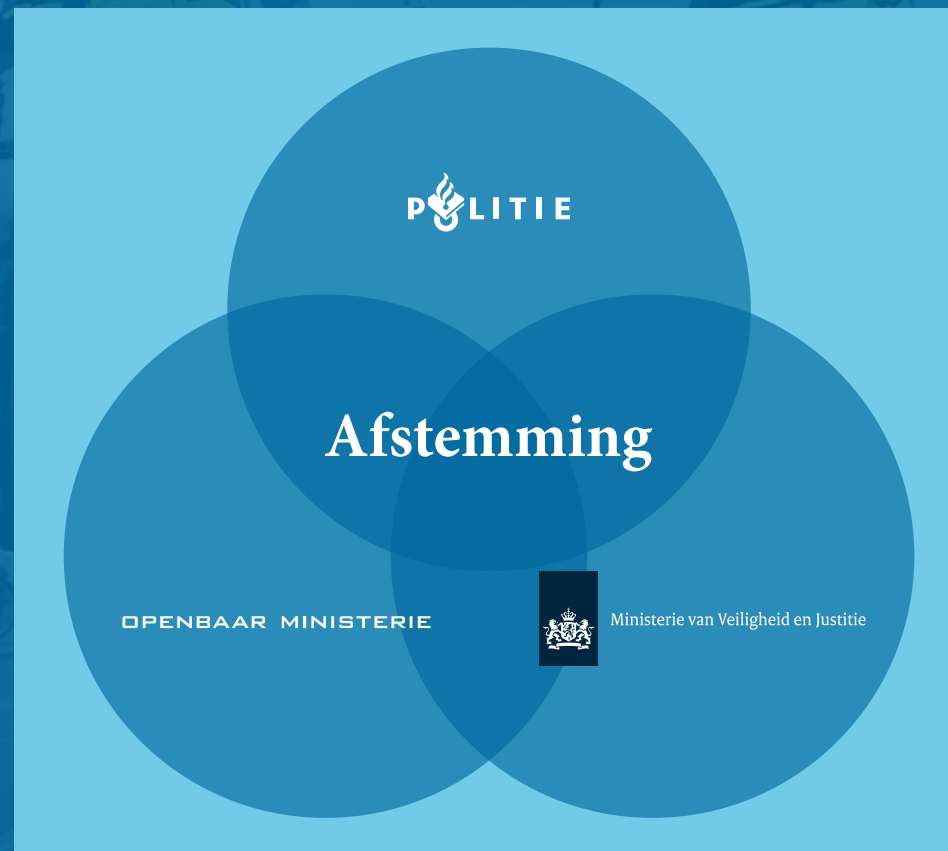 POLITIE
Afstemming
OPENBAAR MINISTERIE
Ministerie van Veiligheid en Justitie